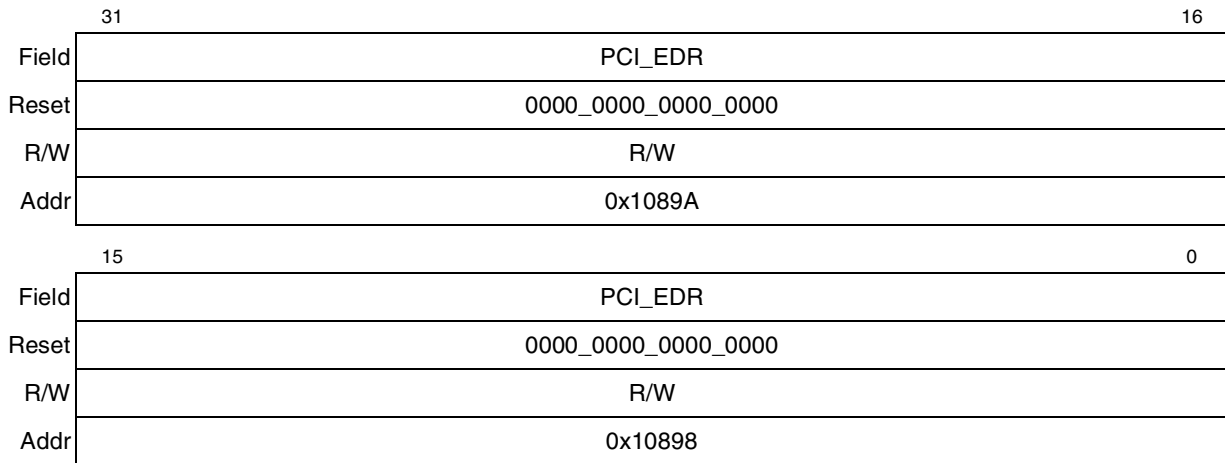 31 16
Field PCI_EDR
Reset 0000_0000_0000_0000
R/W R/W
Addr 0x1089A
15 0
Field PCI_EDR
Reset 0000_0000_0000_0000
R/W R/W
Addr 0x10898